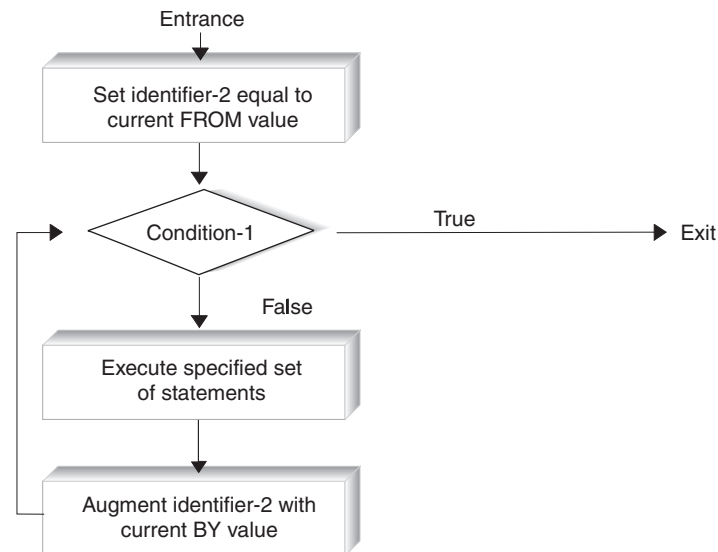 Entrance
Set identifier-2 equal to
current FROM value
Condition-1
True
Exit
False
Execute specified set
of statements
Augment identifier-2 with
current BY value